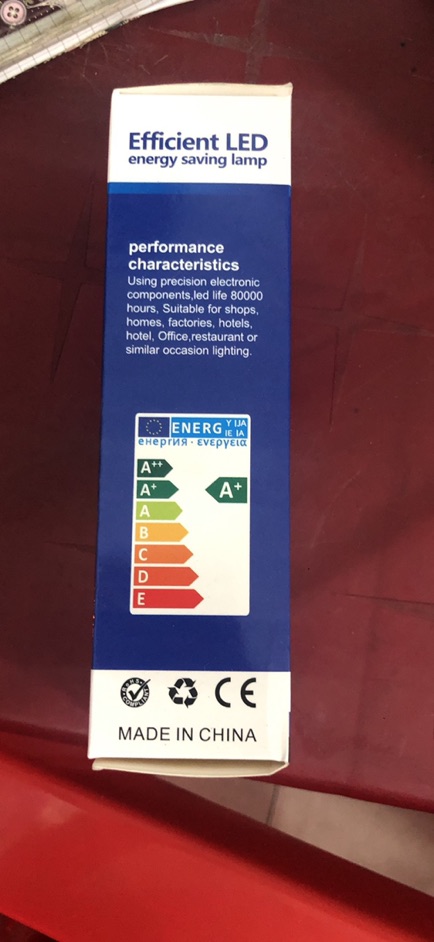 Efficient LED
energy saving lamp
performance
characteristics
Using precision electronic
components,led life 80000
hours, Suitable for shops,
homes, factories, hotels,
hotel, Office,restaurant or
similar occasion lighting.
ENERG Y IJA
IE IA
енергия · ενεργεια
A++
A+ A+
A
B
C
D
E
RoHS
COMPLIANT
CE
MADE IN CHINA